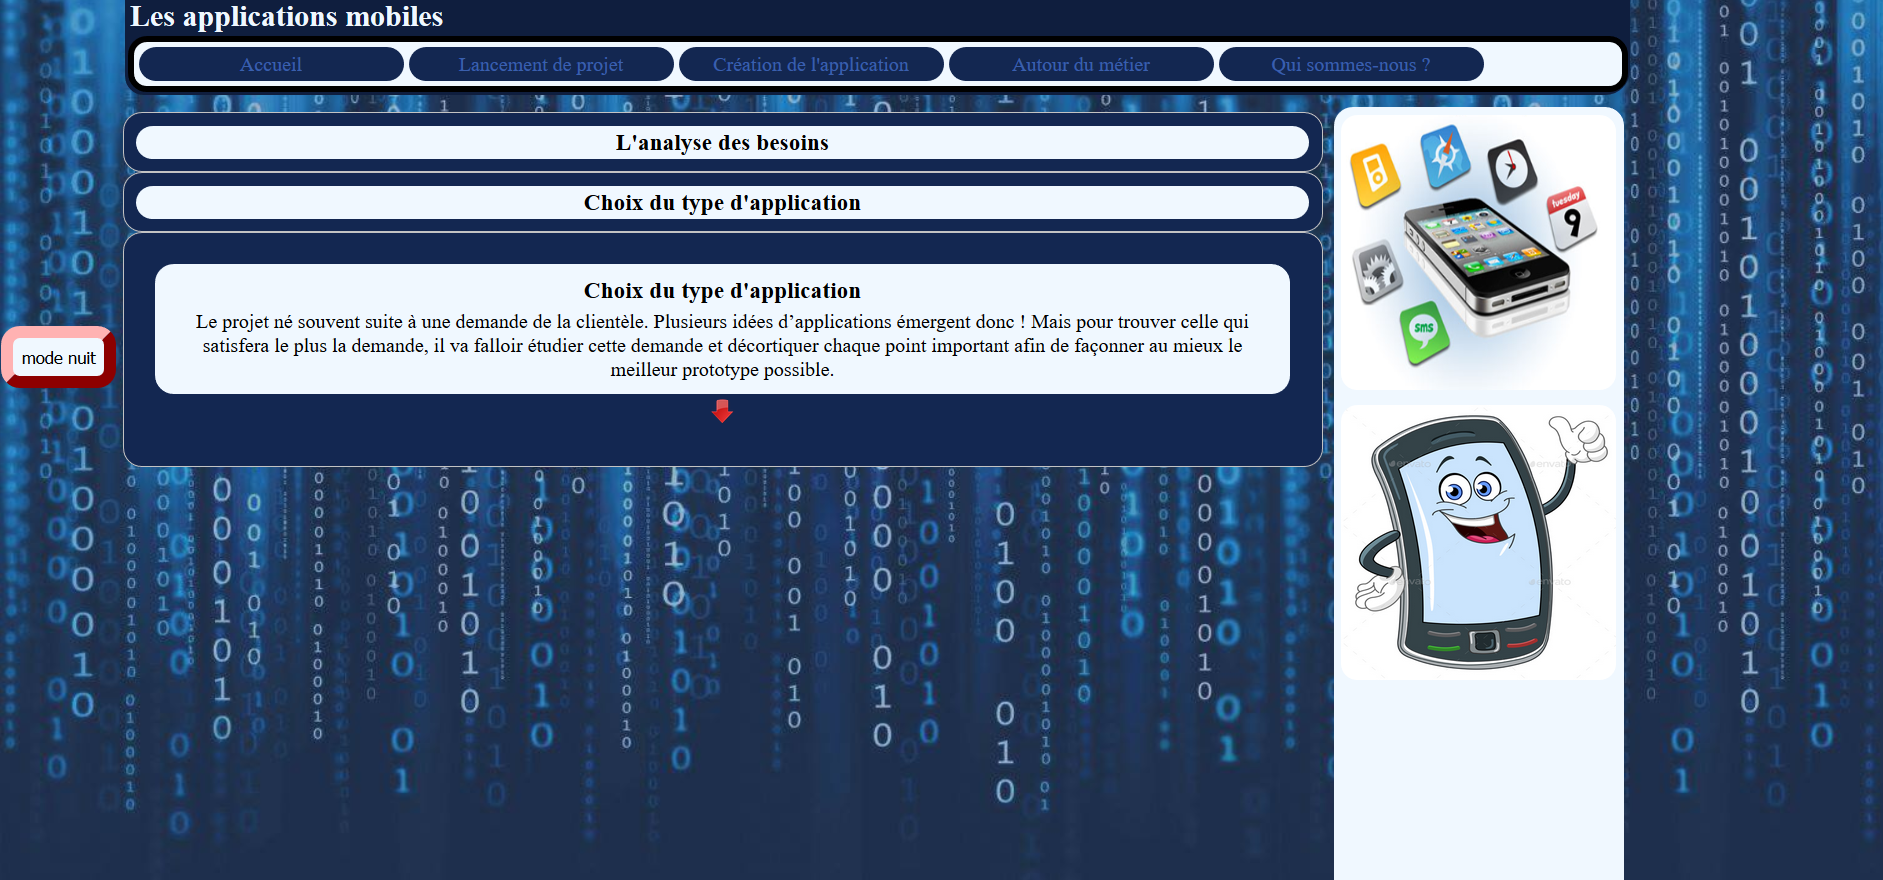 Les applications mobiles
Accueil
Lancement de projet
Création de l'application
Autour du métier
Qui sommes-nous ?
L'analyse des besoins
Choix du type d'application
Choix du type d'application
Le projet né souvent suite à une demande de la clientèle. Plusieurs idées d’applications émergent donc ! Mais pour trouver celle qui
satisfera le plus la demande, il va falloir étudier cette demande et décortiquer chaque point important afin de façonner au mieux le
meilleur prototype possible.
mode nuit
tuesday
9
sms
envato
envato
envato
envato